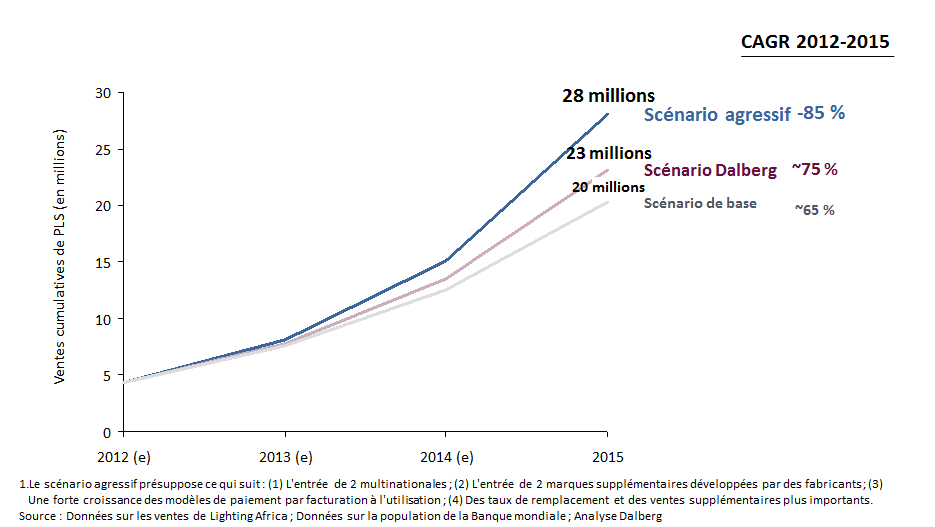 CAGR 2012-2015
30
25
20
15
10
5
0
Ventes cumulatives de PLS (en millions)
28 millions
Scénario agressif -85 %
23 millions
Scénario Dalberg ~75 %
20 millions
Scénario de base ~65 %
2012 (e) 2013 (e) 2014 (e) 2015
1.Le scénario agressif présuppose ce qui suit : (1) L'entrée de 2 multinationales ; (2) L'entrée de 2 marques supplémentaires développées par des fabricants; (3)
Une forte croissance des modèles de paiement par facturation à l'utilisation ; (4) Des taux de remplacement et des ventes supplémentaires plus importants.
Source : Données sur les ventes de Lighting Africa ; Données sur la population de la Banque mondiale ; Analyse Dalberg